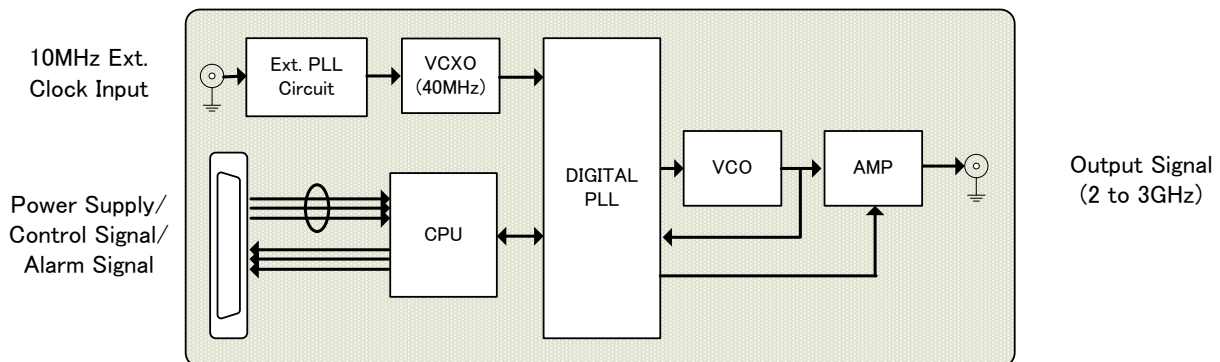 10MHz Ext.
Clock Input
Ext. PLL
Circuit
VCXO
(40MHz)
Power Supply/
Control Signal/
Alarm Signal
CPU
DIGITAL
PLL
VCO
AMP
Output Signal
(2 to 3GHz)